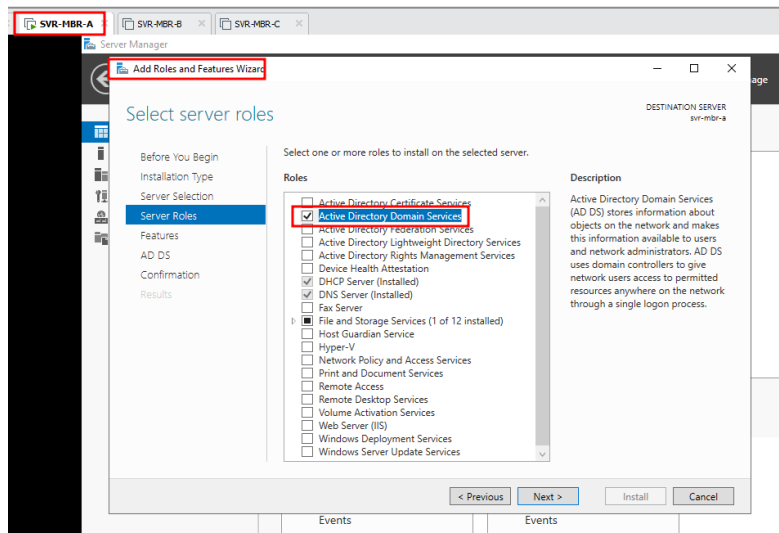 SVR-MBR-A
SVR-MBR-B
SVR-MBR-C
Server Manager
Add Roles and Features Wizard
Select server roles
DESTINATION SERVER
svr-mbr-a
Before You Begin
Installation Type
Server Selection
Server Roles
Features
AD DS
Confirmation
Results
Select one or more roles to install on the selected server.
Roles
Active Directory Certificate Services
Active Directory Domain Services
Active Directory Federation Services
Active Directory Lightweight Directory Services
Active Directory Rights Management Services
Device Health Attestation
DHCP Server (Installed)
DNS Server (Installed)
Fax Server
File and Storage Services (1 of 12 installed)
Host Guardian Service
Hyper-V
Network Policy and Access Services
Print and Document Services
Remote Access
Remote Desktop Services
Volume Activation Services
Web Server (IIS)
Windows Deployment Services
Windows Server Update Services
Description
Active Directory Domain Services
(AD DS) stores information about
objects on the network and makes
this information available to users
and network administrators. AD DS
uses domain controllers to give
network users access to permitted
resources anywhere on the network
through a single logon process.
< Previous
Next >
Install
Cancel
Events
Events